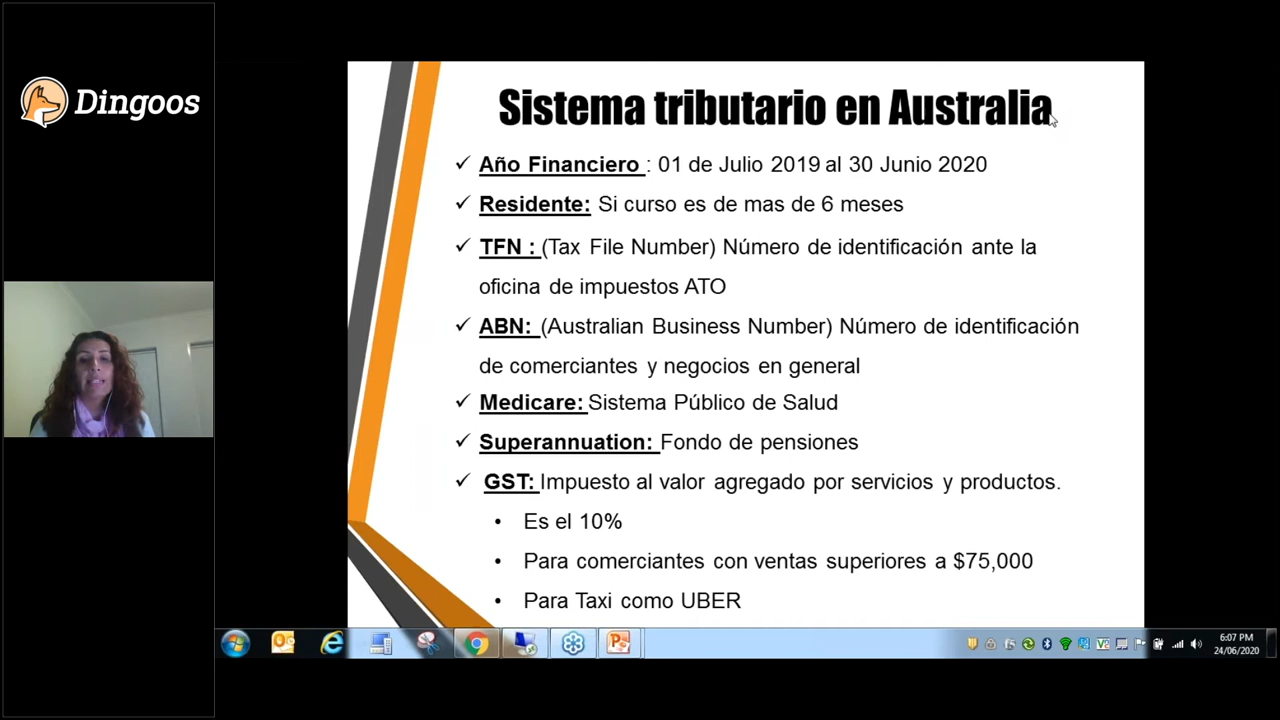 Dingoos
Sistema tributario en Australia
Año Financiero : 01 de Julio 2019 al 30 Junio 2020
Residente: Si curso es de mas de 6 meses
TFN : (Tax File Number) Número de identificación ante la
oficina de impuestos ATO
ABN: (Australian Business Number) Número de identificación
de comerciantes y negocios en general
Medicare: Sistema Público de Salud
Superannuation: Fondo de pensiones
GST: Impuesto al valor agregado por servicios y productos.
Es el 10%
Para comerciantes con ventas superiores a $75,000
Para Taxi como UBER
6:07 PM
24/06/2020